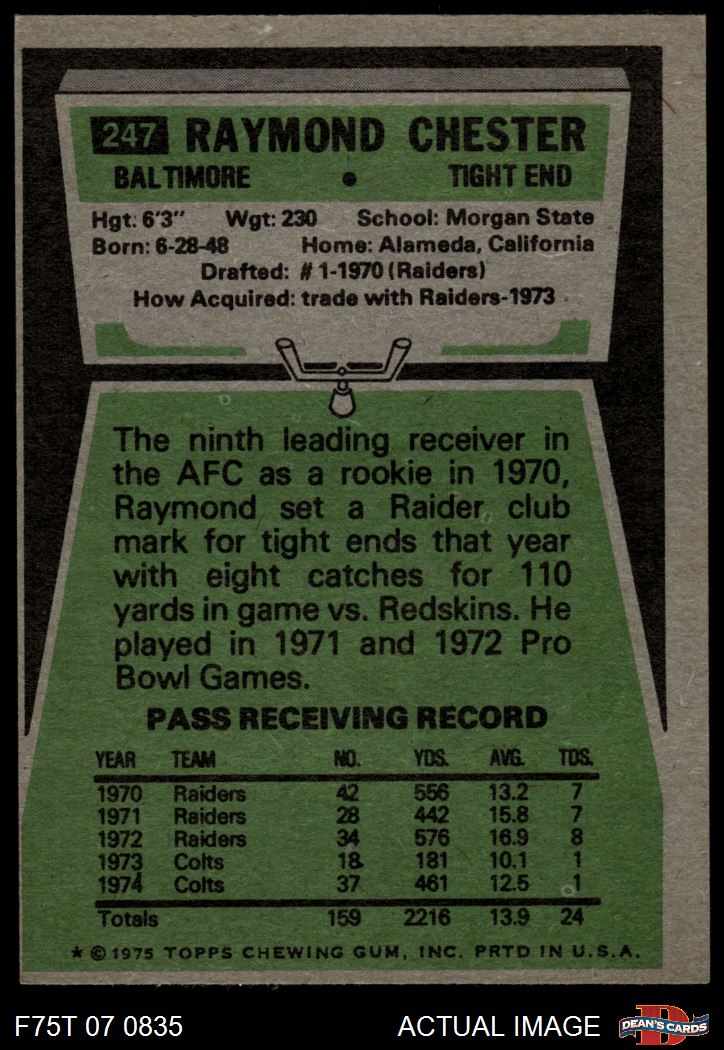 247 RAYMOND CHESTER
BALTIMORE • TIGHT END
Hgt: 6'3" Wgt: 230 School: Morgan State
Born: 6-28-48 Home: Alameda, California
Drafted: #1-1970 (Raiders)
How Acquired: trade with Raiders-1973
The ninth leading receiver in
the AFC as a rookie in 1970,
Raymond set a Raider club
mark for tight ends that year
with eight catches for 110
yards in game vs. Redskins. He
played in 1971 and 1972 Pro
Bowl Games.
PASS RECEIVING RECORD
YEAR TEAM NO. YDS. AVG. TDS.
1970 Raiders 42 556 13.2 7
1971 Raiders 28 442 15.8 7
1972 Raiders 34 576 16.9 8
1973 Colts 18 181 10.1 1
1974 Colts 37 461 12.5 1
Totals 159 2216 13.9 24
* © 1975 TOPPS CHEWING GUM, INC. PRTD IN U.S.A.
F75T 07 0835 ACTUAL IMAGE D DEAN'S CARDS